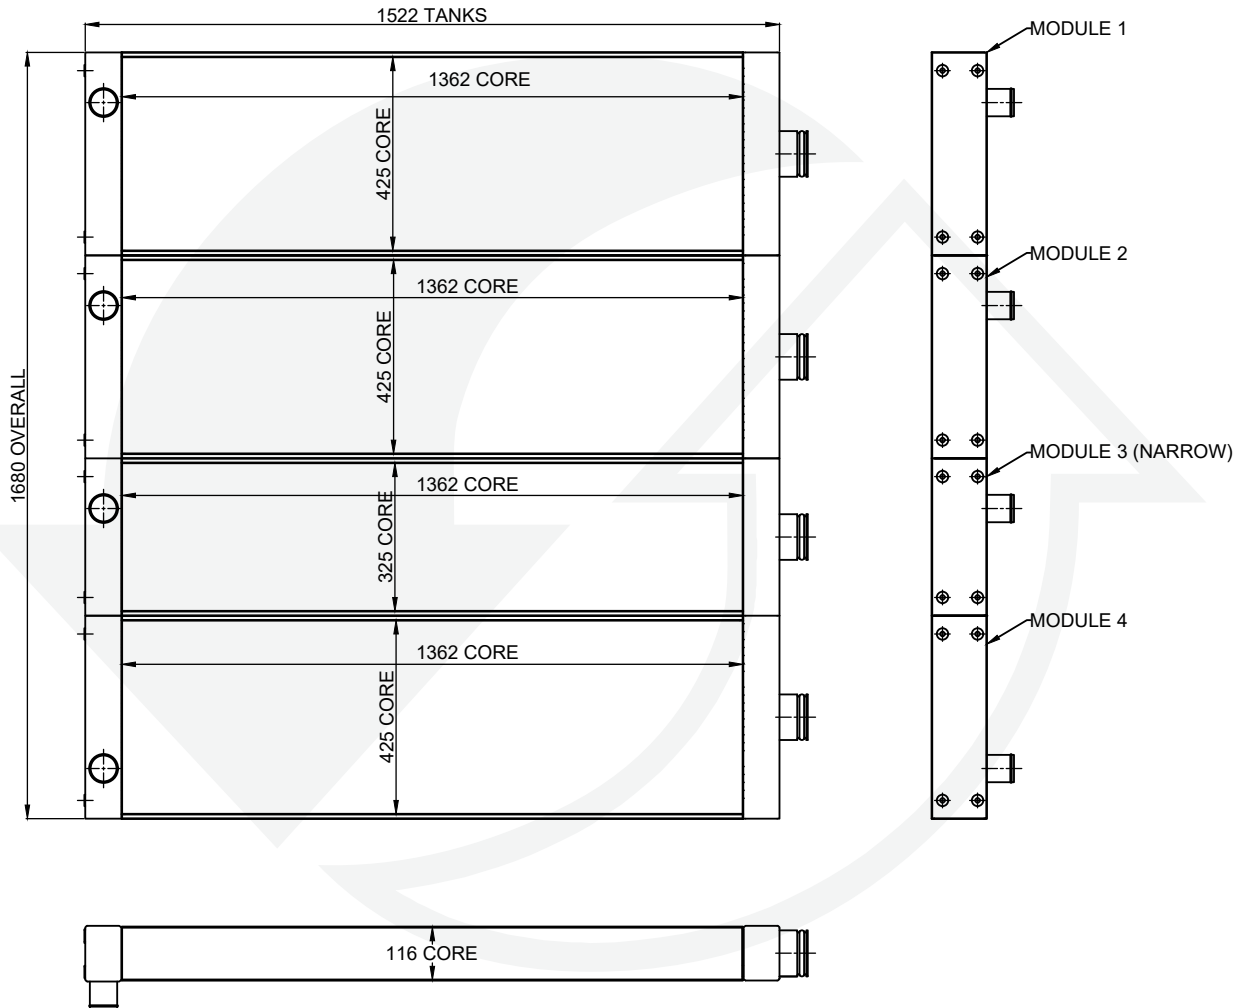 1522 TANKS
MODULE 1
1362 CORE
425 CORE
MODULE 2
1362 CORE
425 CORE
1680 OVERALL
MODULE 3 (NARROW)
1362 CORE
325 CORE
MODULE 4
1362 CORE
425 CORE
116 CORE